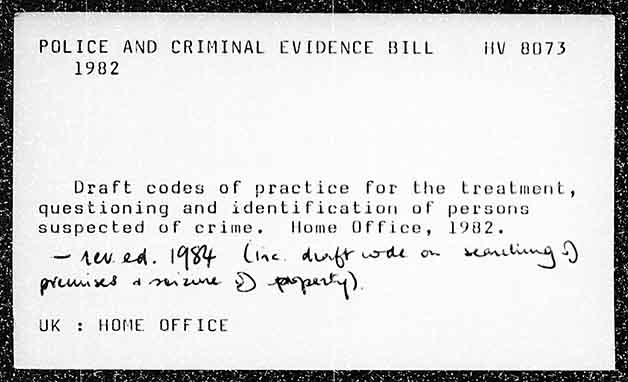 POLICE AND CRIMINAL EVIDENCE BILL HV 8073
1982
Draft codes of practice for the treatment,
questioning and identification of persons
suspected of crime. Home Office, 1982.
— rev. ed. 1984 (inc. draft code on searching of
premises & seizure of property).
UK : HOME OFFICE